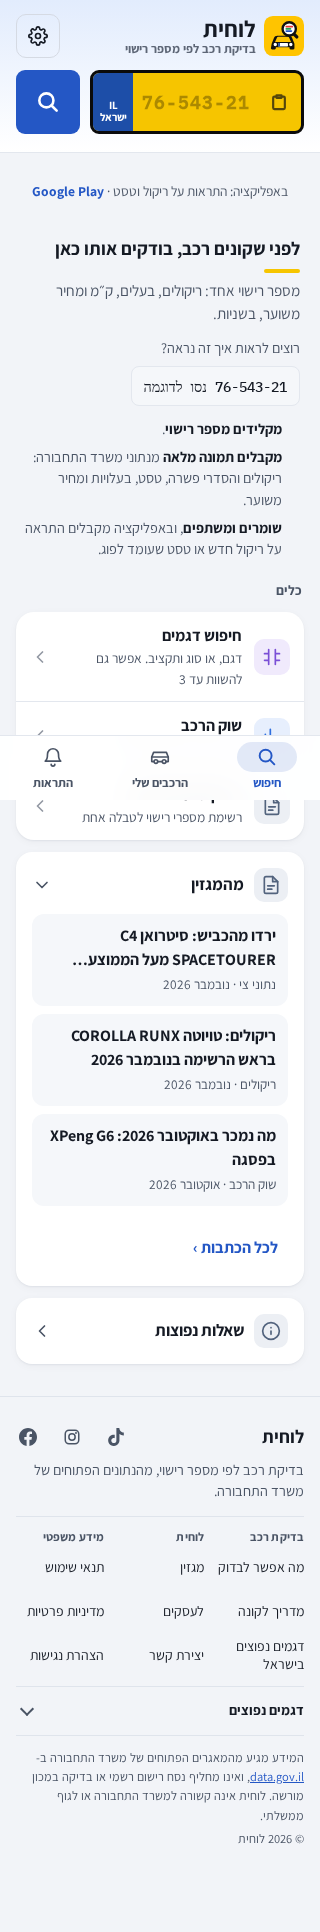 לוחית
בדיקת רכב לפי מספר רישוי
IL
ישראל
76-543-21
באפליקציה: התראות על ריקול וטסט · Google Play
לפני שקונים רכב, בודקים אותו כאן
מספר רישוי אחד: ריקולים, בעלים, ק״מ ומחיר
משוער, בשניות.
רוצים לראות איך זה נראה?
76-543-21 נסו לדוגמה
מקלידים מספר רישוי.
מקבלים תמונה מלאה מנתוני משרד התחבורה:
ריקולים והסדרי פשרה, טסט, בעלויות ומחיר
משוער.
שומרים ומשתפים, ובאפליקציה מקבלים התראה
על ריקול חדש או טסט שעומד לפוג.
כלים
חיפוש דגמים
דגם, או סוג ותקציב. אפשר גם
להשוות עד 3
שוק הרכב
חיפוש
הרכבים שלי
התראות
רשימת מספרי רישוי לטבלה אחת
מהמגזין
ירדו מהכביש: סיטרואן C4
SPACETOURER מעל הממוצע...
נתוני צי · נובמבר 2026
ריקולים: טויוטה COROLLA RUNX
בראש הרשימה בנובמבר 2026
ריקולים · נובמבר 2026
מה נמכר באוקטובר 2026: XPeng G6
בפסגה
שוק הרכב · אוקטובר 2026
לכל הכתבות ›
שאלות נפוצות
לוחית
בדיקת רכב לפי מספר רישוי, מהנתונים הפתוחים של
משרד התחבורה.
בדיקת רכב
לוחית
מידע משפטי
מה אפשר לבדוק
מגזין
תנאי שימוש
מדריך לקונה
לעסקים
מדיניות פרטיות
דגמים נפוצים
בישראל
יצירת קשר
הצהרת נגישות
דגמים נפוצים
המידע מגיע מהמאגרים הפתוחים של משרד התחבורה ב-
data.gov.il, ואינו מחליף נסח רישום רשמי או בדיקה במכון
מורשה. לוחית אינה קשורה למשרד התחבורה או לגוף
ממשלתי.
© 2026 לוחית